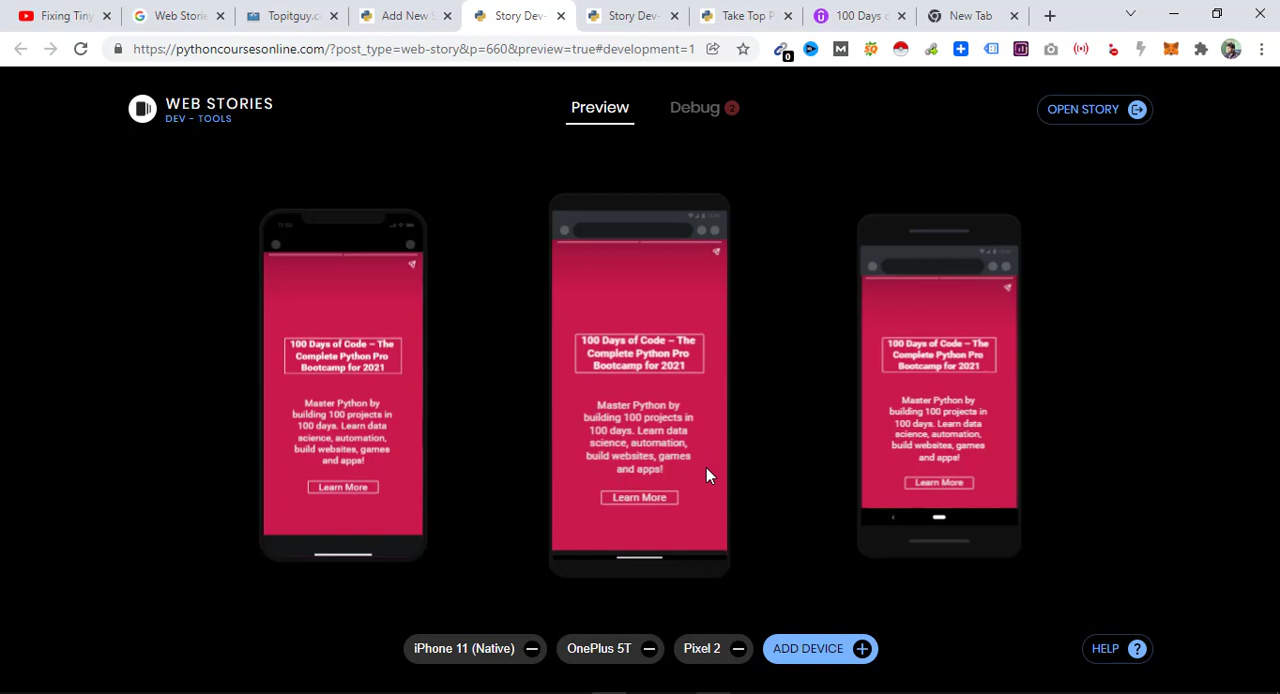 Fixing Tiny
Web Storie
Topitguy.c
Add New S
Story Dev-
Story Dev-
Take Top P
100 Days o
New Tab
https://pythoncoursesonline.com/?post_type=web-story&p=660&preview=true#development=1
0
WEB STORIES
DEV - TOOLS
Preview
Debug 2
OPEN STORY
100 Days of Code – The
Complete Python Pro
Bootcamp for 2021
Master Python by
building 100 projects in
100 days. Learn data
science, automation,
build websites, games
and apps!
Learn More
100 Days of Code – The
Complete Python Pro
Bootcamp for 2021
Master Python by
building 100 projects in
100 days. Learn data
science, automation,
build websites, games
and apps!
Learn More
100 Days of Code – The
Complete Python Pro
Bootcamp for 2021
Master Python by
building 100 projects in
100 days. Learn data
science, automation,
build websites, games
and apps!
Learn More
iPhone 11 (Native)
OnePlus 5T
Pixel 2
ADD DEVICE
HELP ?